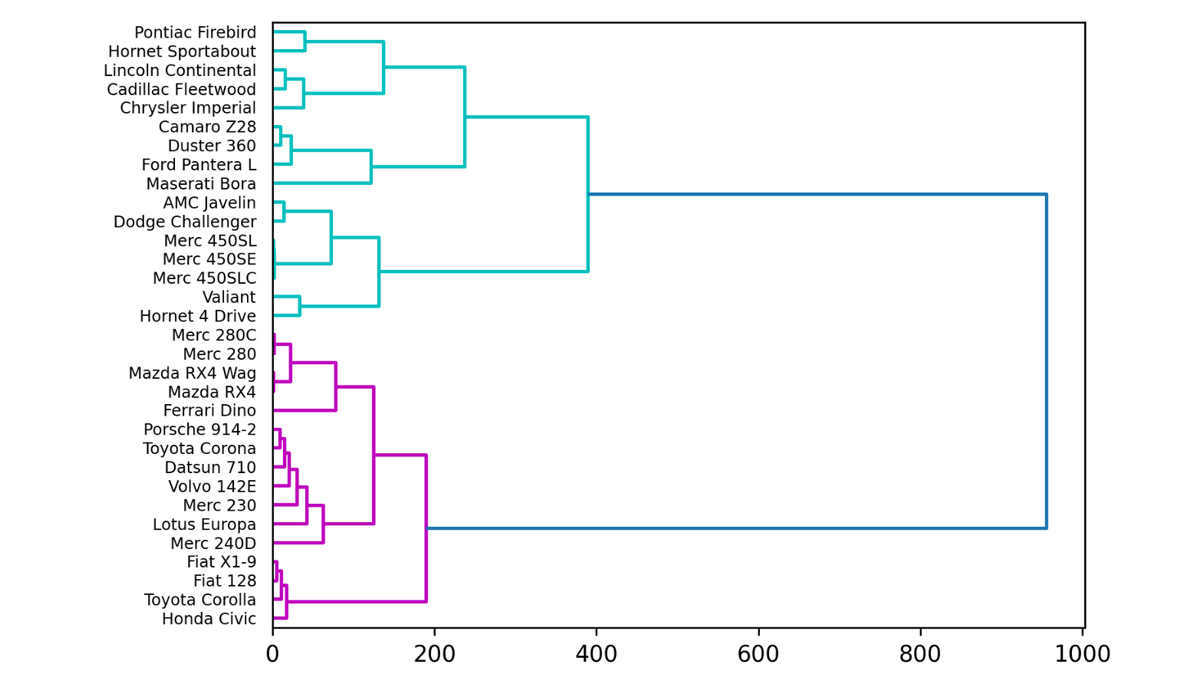 Pontiac Firebird
Hornet Sportabout
Lincoln Continental
Cadillac Fleetwood
Chrysler Imperial
Camaro Z28
Duster 360
Ford Pantera L
Maserati Bora
AMC Javelin
Dodge Challenger
Merc 450SL
Merc 450SE
Merc 450SLC
Valiant
Hornet 4 Drive
Merc 280C
Merc 280
Mazda RX4 Wag
Mazda RX4
Ferrari Dino
Porsche 914-2
Toyota Corona
Datsun 710
Volvo 142E
Merc 230
Lotus Europa
Merc 240D
Fiat X1-9
Fiat 128
Toyota Corolla
Honda Civic
0 200 400 600 800 1000